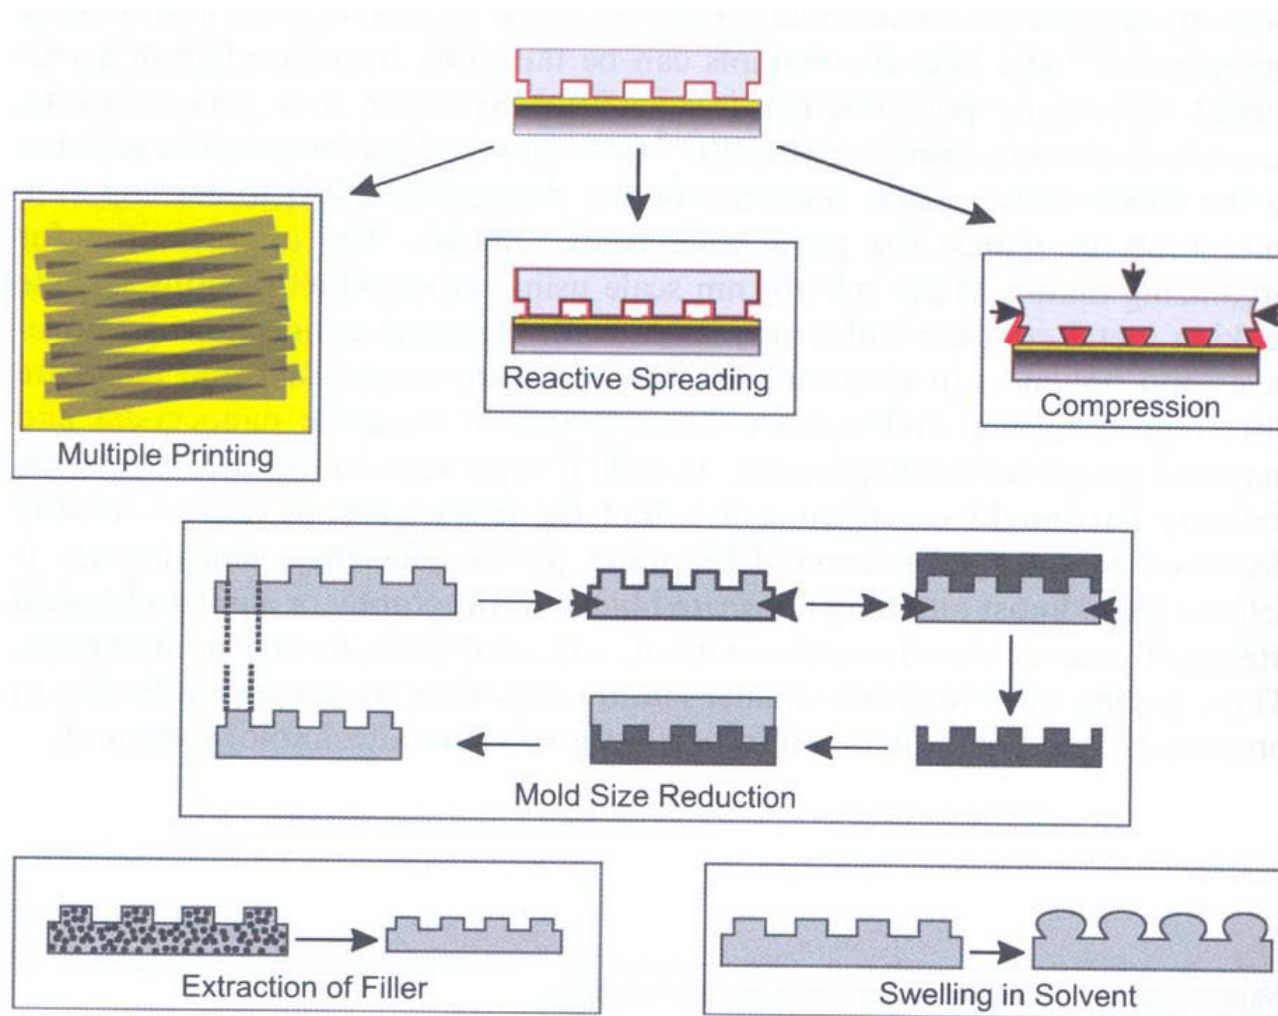 Multiple Printing
Reactive Spreading
Compression
Mold Size Reduction
Extraction of Filler
Swelling in Solvent